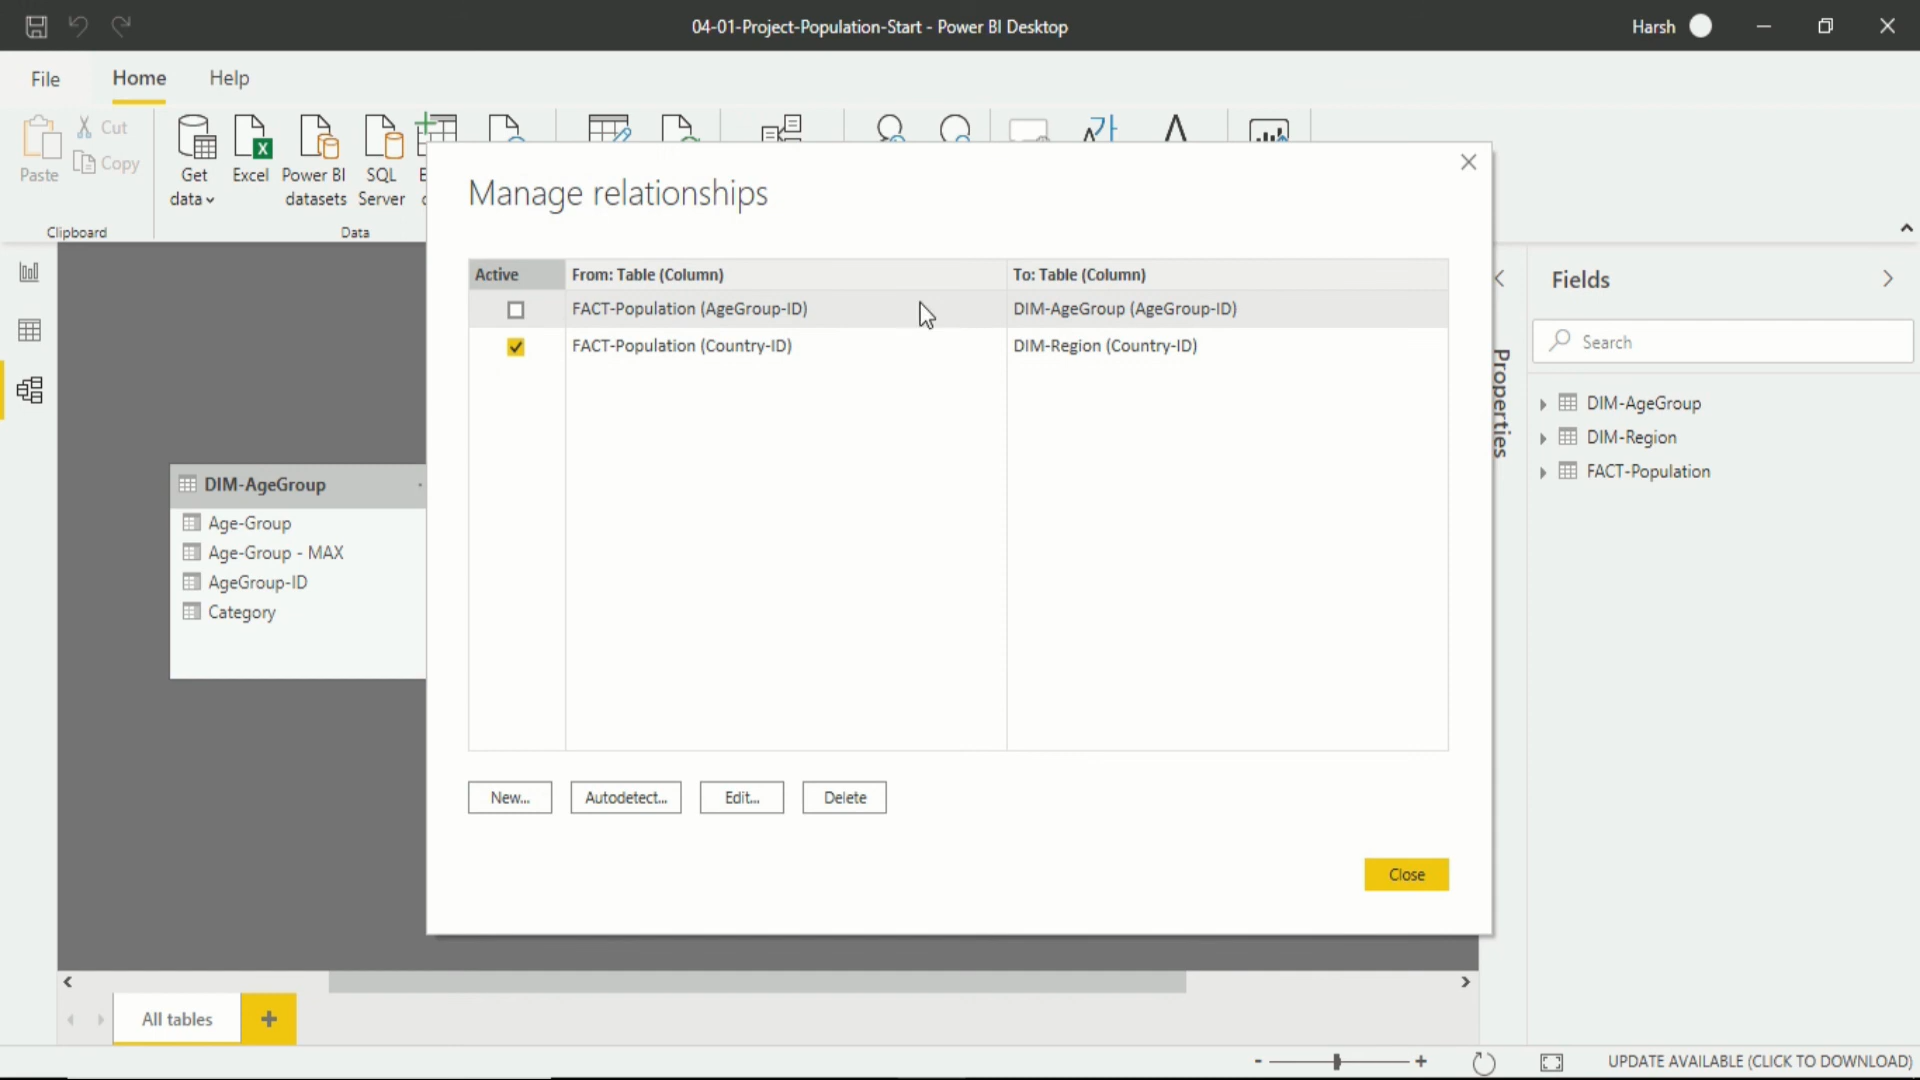 04-01-Project-Population-Start - Power BI Desktop
Harsh
File
Home
Help
Paste
Cut
Copy
Clipboard
Get data
Excel
Power BI datasets
SQL Server
Data
Manage relationships
Active
From: Table (Column)
To: Table (Column)
FACT-Population (AgeGroup-ID)
DIM-AgeGroup (AgeGroup-ID)
FACT-Population (Country-ID)
DIM-Region (Country-ID)
New...
Autodetect...
Edit...
Delete
Close
DIM-AgeGroup
Age-Group
Age-Group - MAX
AgeGroup-ID
Category
Properties
Fields
Search
DIM-AgeGroup
DIM-Region
FACT-Population
All tables
UPDATE AVAILABLE (CLICK TO DOWNLOAD)